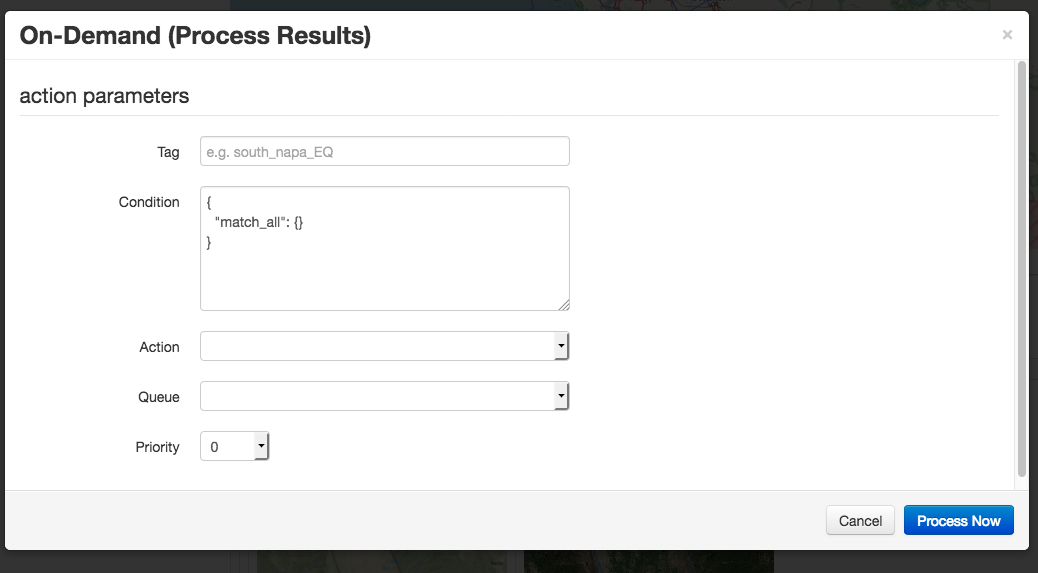 On-Demand (Process Results)
×
action parameters
Tag
e.g. south_napa_EQ
Condition
{
"match_all": {}
}
Action
Queue
Priority
0
Cancel
Process Now